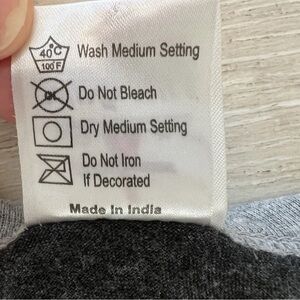 40°C
100°F
Wash Medium Setting
Do Not Bleach
Dry Medium Setting
Do Not Iron
If Decorated
Made In India